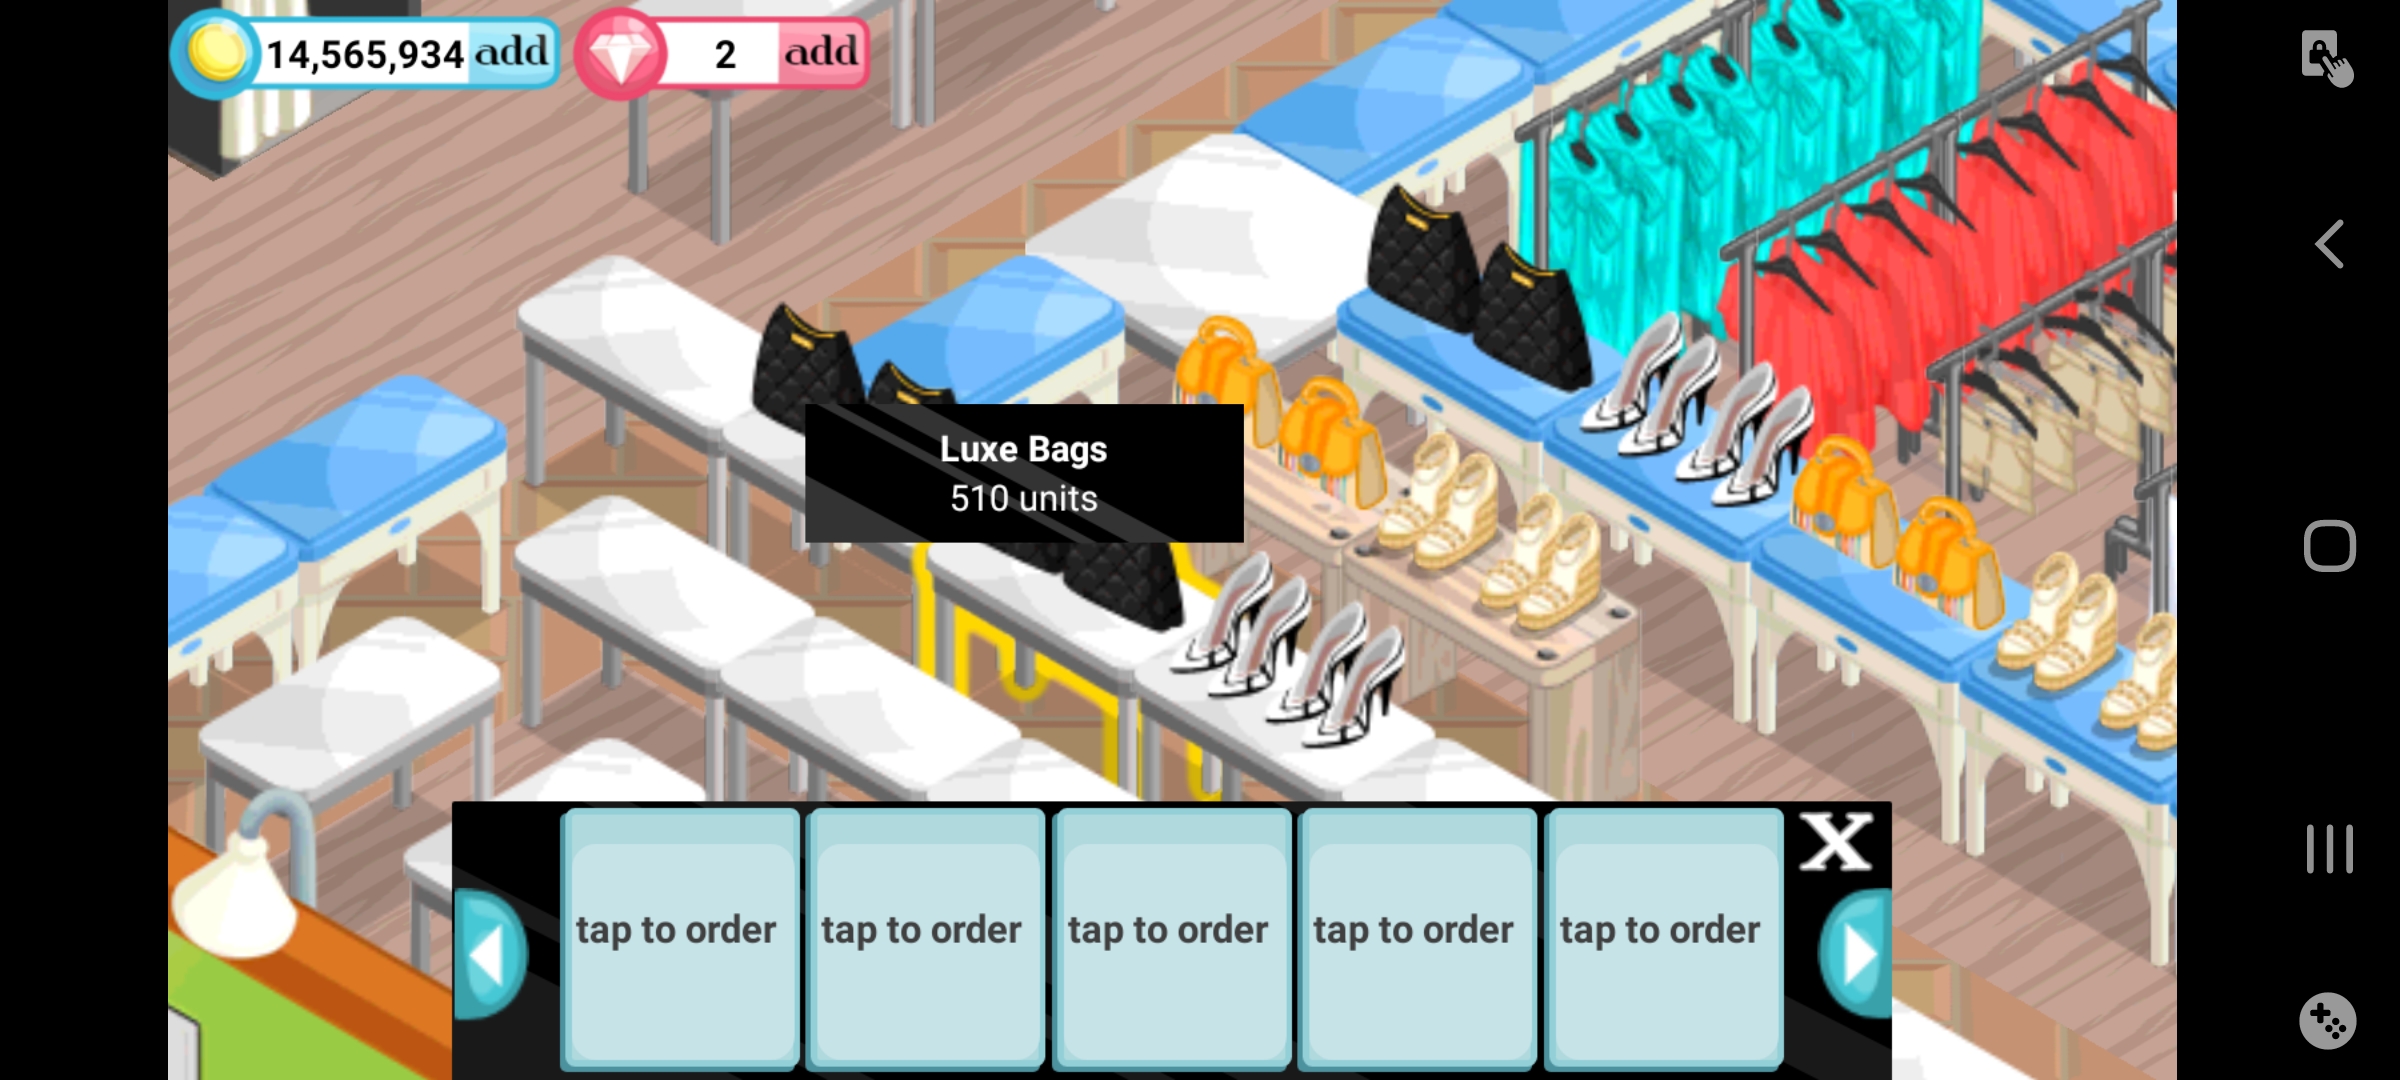 14,565,934 add
2 add
Luxe Bags
510 units
X
tap to order
tap to order
tap to order
tap to order
tap to order